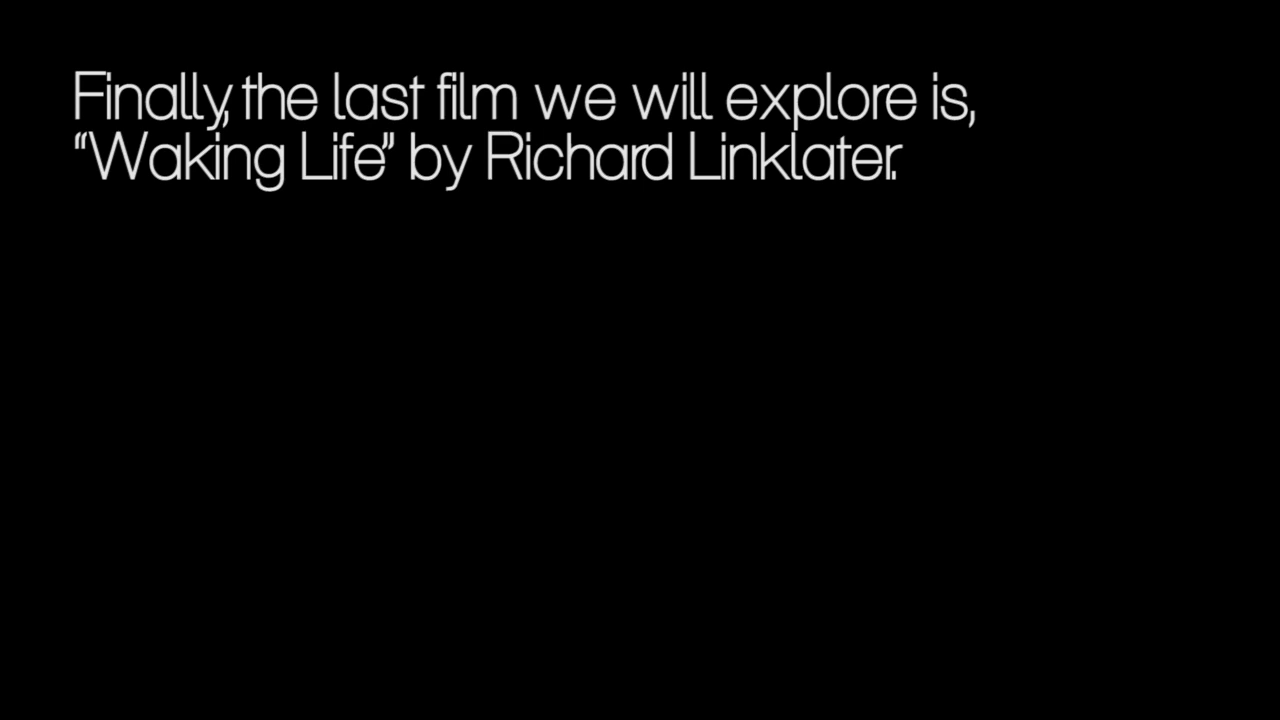 Finally, the last film we will explore is,
“Waking Life” by Richard Linklater.